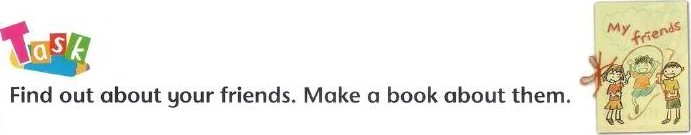 Task
My friends
Find out about your friends. Make a book about them.